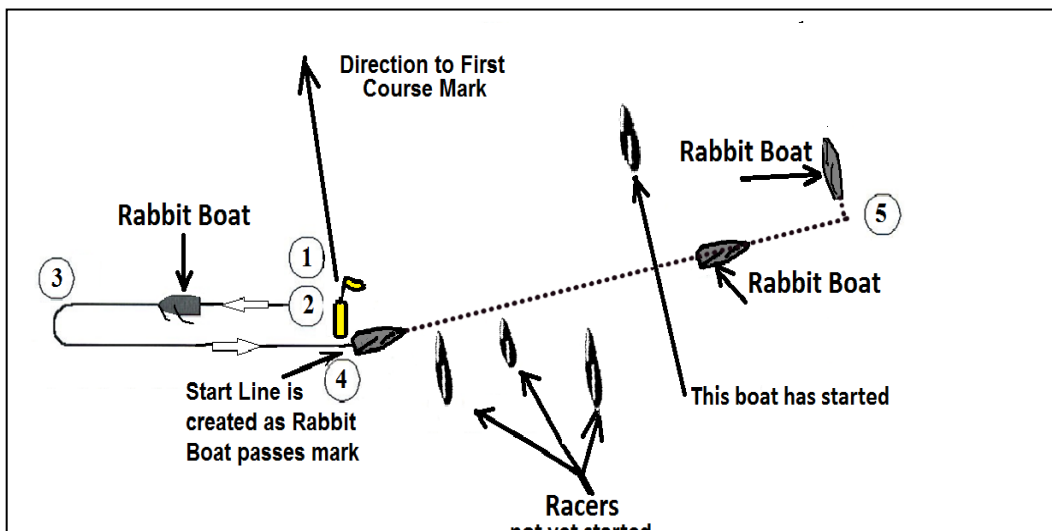 Direction to First
Course Mark
Rabbit Boat
Rabbit Boat
1
2
3
5
Rabbit Boat
4
Start Line is
created as Rabbit
Boat passes mark
This boat has started
Racers
not yet started